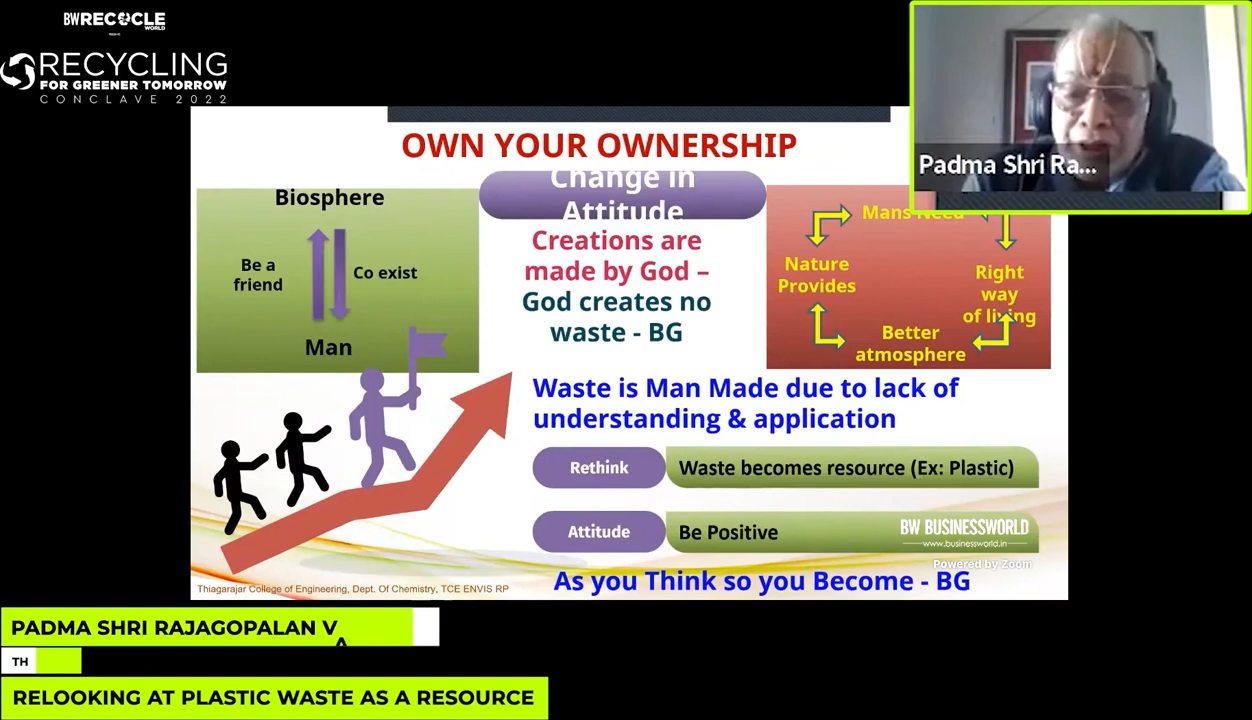 BW RECYCLE
WORLD
RECYCLING
FOR GREENER TOMORROW
CONCLAVE 2022
Padma Shri Ra...
OWN YOUR OWNERSHIP
Biosphere
Be a
friend
Co exist
Man
Change in
Attitude
Creations are
made by God –
God creates no
waste - BG
Mans Need
Nature
Provides
Right
way
of living
Better
atmosphere
Waste is Man Made due to lack of
understanding & application
Rethink
Waste becomes resource (Ex: Plastic)
Attitude
Be Positive
BW BUSINESSWORLD
www.businessworld.in
Powered by Zoom
As you Think so you Become - BG
Thiagarajar College of Engineering, Dept. Of Chemistry, TCE ENVIS RP
PADMA SHRI RAJAGOPALAN V
A
TH
RELOOKING AT PLASTIC WASTE AS A RESOURCE